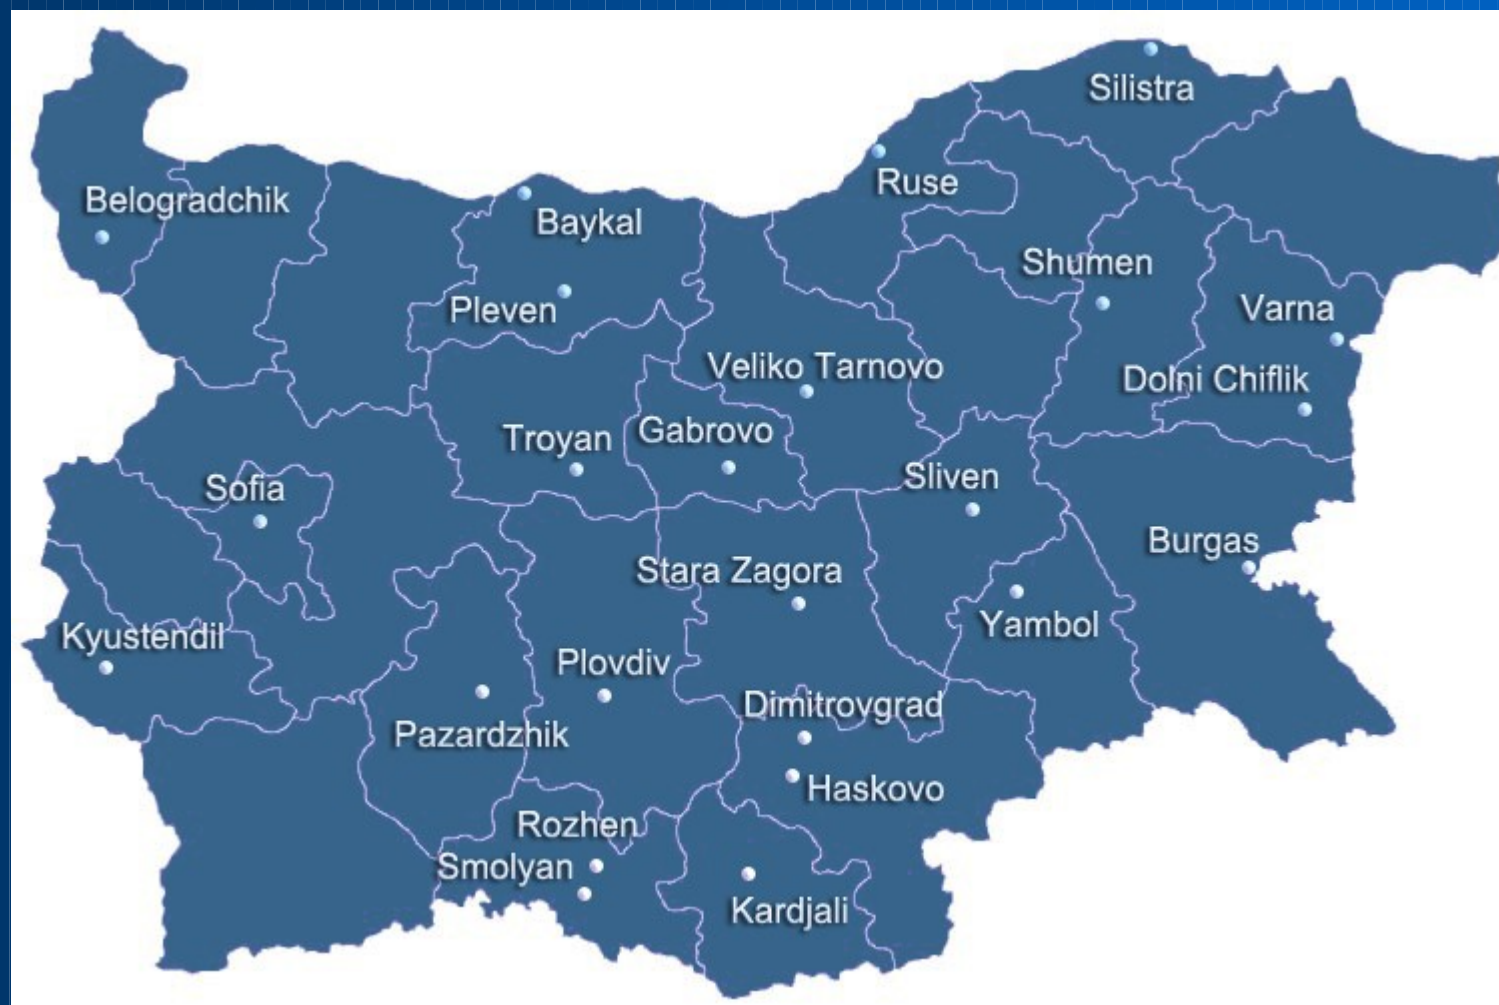 Silistra
Ruse
Belogradchik
Baykal
Shumen
Pleven
Varna
Veliko Tarnovo
Dolni Chiflik
Troyan
Gabrovo
Sliven
Sofia
Burgas
Stara Zagora
Yambol
Kyustendil
Plovdiv
Dimitrovgrad
Pazardzhik
Haskovo
Rozhen
Smolyan
Kardjali